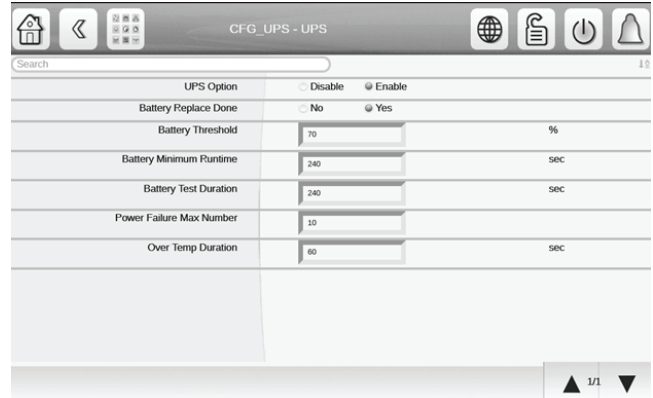 CFG_UPS - UPS
Search
UPS Option Disable Enable
Battery Replace Done No Yes
Battery Threshold 70 %
Battery Minimum Runtime 240 sec
Battery Test Duration 240 sec
Power Failure Max Number 10
Over Temp Duration 60 sec
1/1